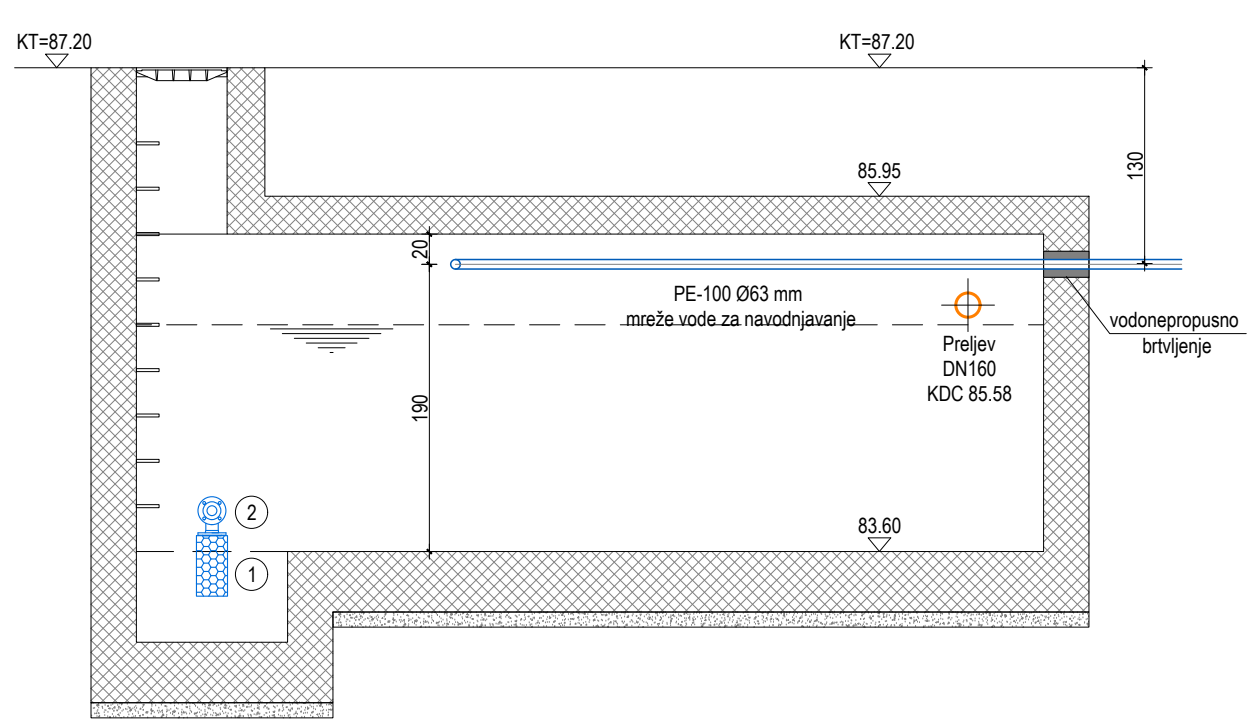 KT=87.20
KT=87.20
85.95
130
20
PE-100 Ø63 mm
mreže vode za navodnjavanje
vodonepropusno
brtvljenje
Preljev
DN160
KDC 85.58
190
2
83.60
1